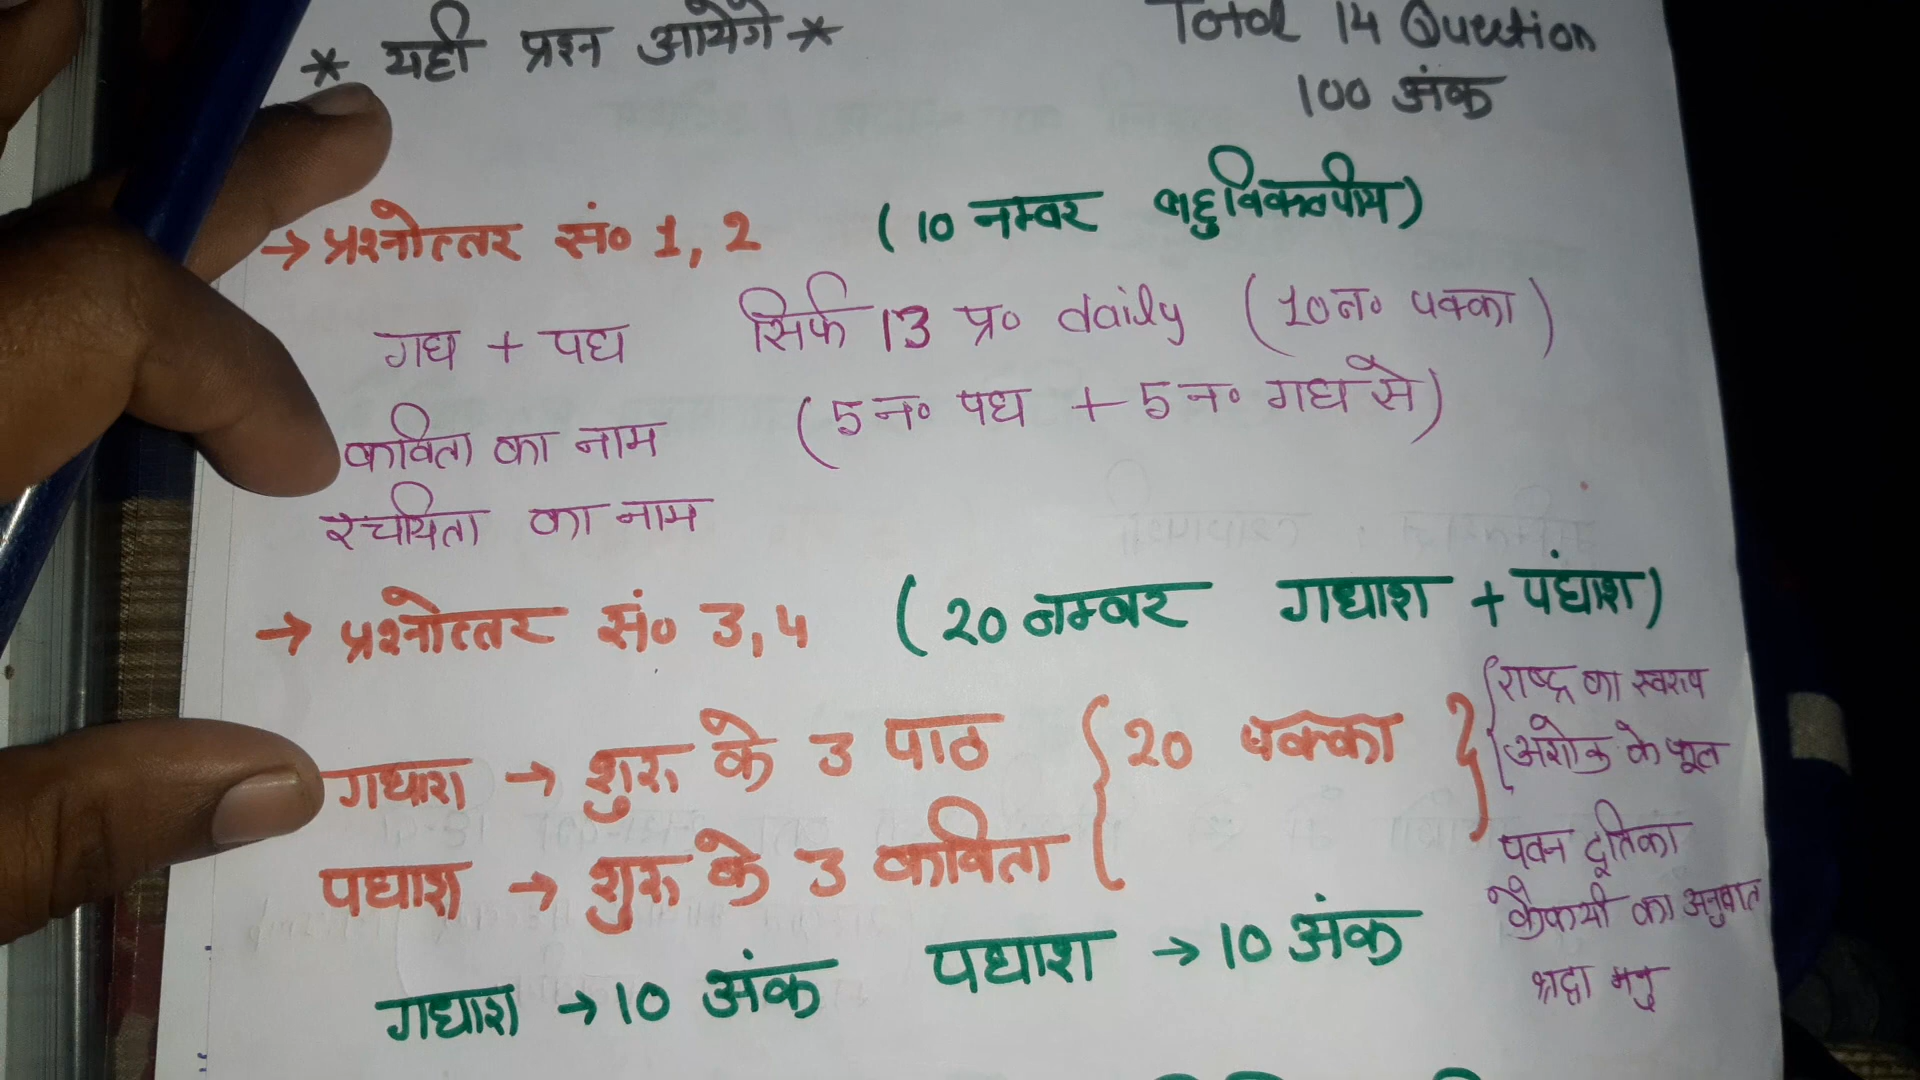 * यही प्रश्न आयेंगे *
Total 14 Question
100 अंक
→ प्रश्नोत्तर सं० 1, 2 (10 नम्बर बहुविकल्पीय)
गद्य + पद्य सिर्फ 13 प्र० daily (10 न० पक्का)
कविता का नाम (5 न० पद्य + 5 न० गद्य से)
रचयिता का नाम
→ प्रश्नोत्तर सं० 3, 4 (20 नम्बर गद्याश + पंद्याश)
गद्याश → शुरू के 3 पाठ { 20 पक्का } { राष्ट्र का स्वरुप
अशोक के फूल
पद्याश → शुरू के 3 कविता
पवन दूतिका
कैकयी का अनुपात
श्रद्धा मनु
गद्याश → 10 अंक पद्याश → 10 अंक